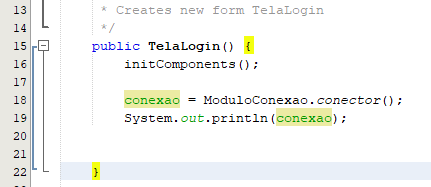 13 * Creates new form TelaLogin
14 */
15 public TelaLogin() {
16 initComponents();
17
18 conexao = ModuloConexao.conector();
19 System.out.println(conexao);
20
21
22 }